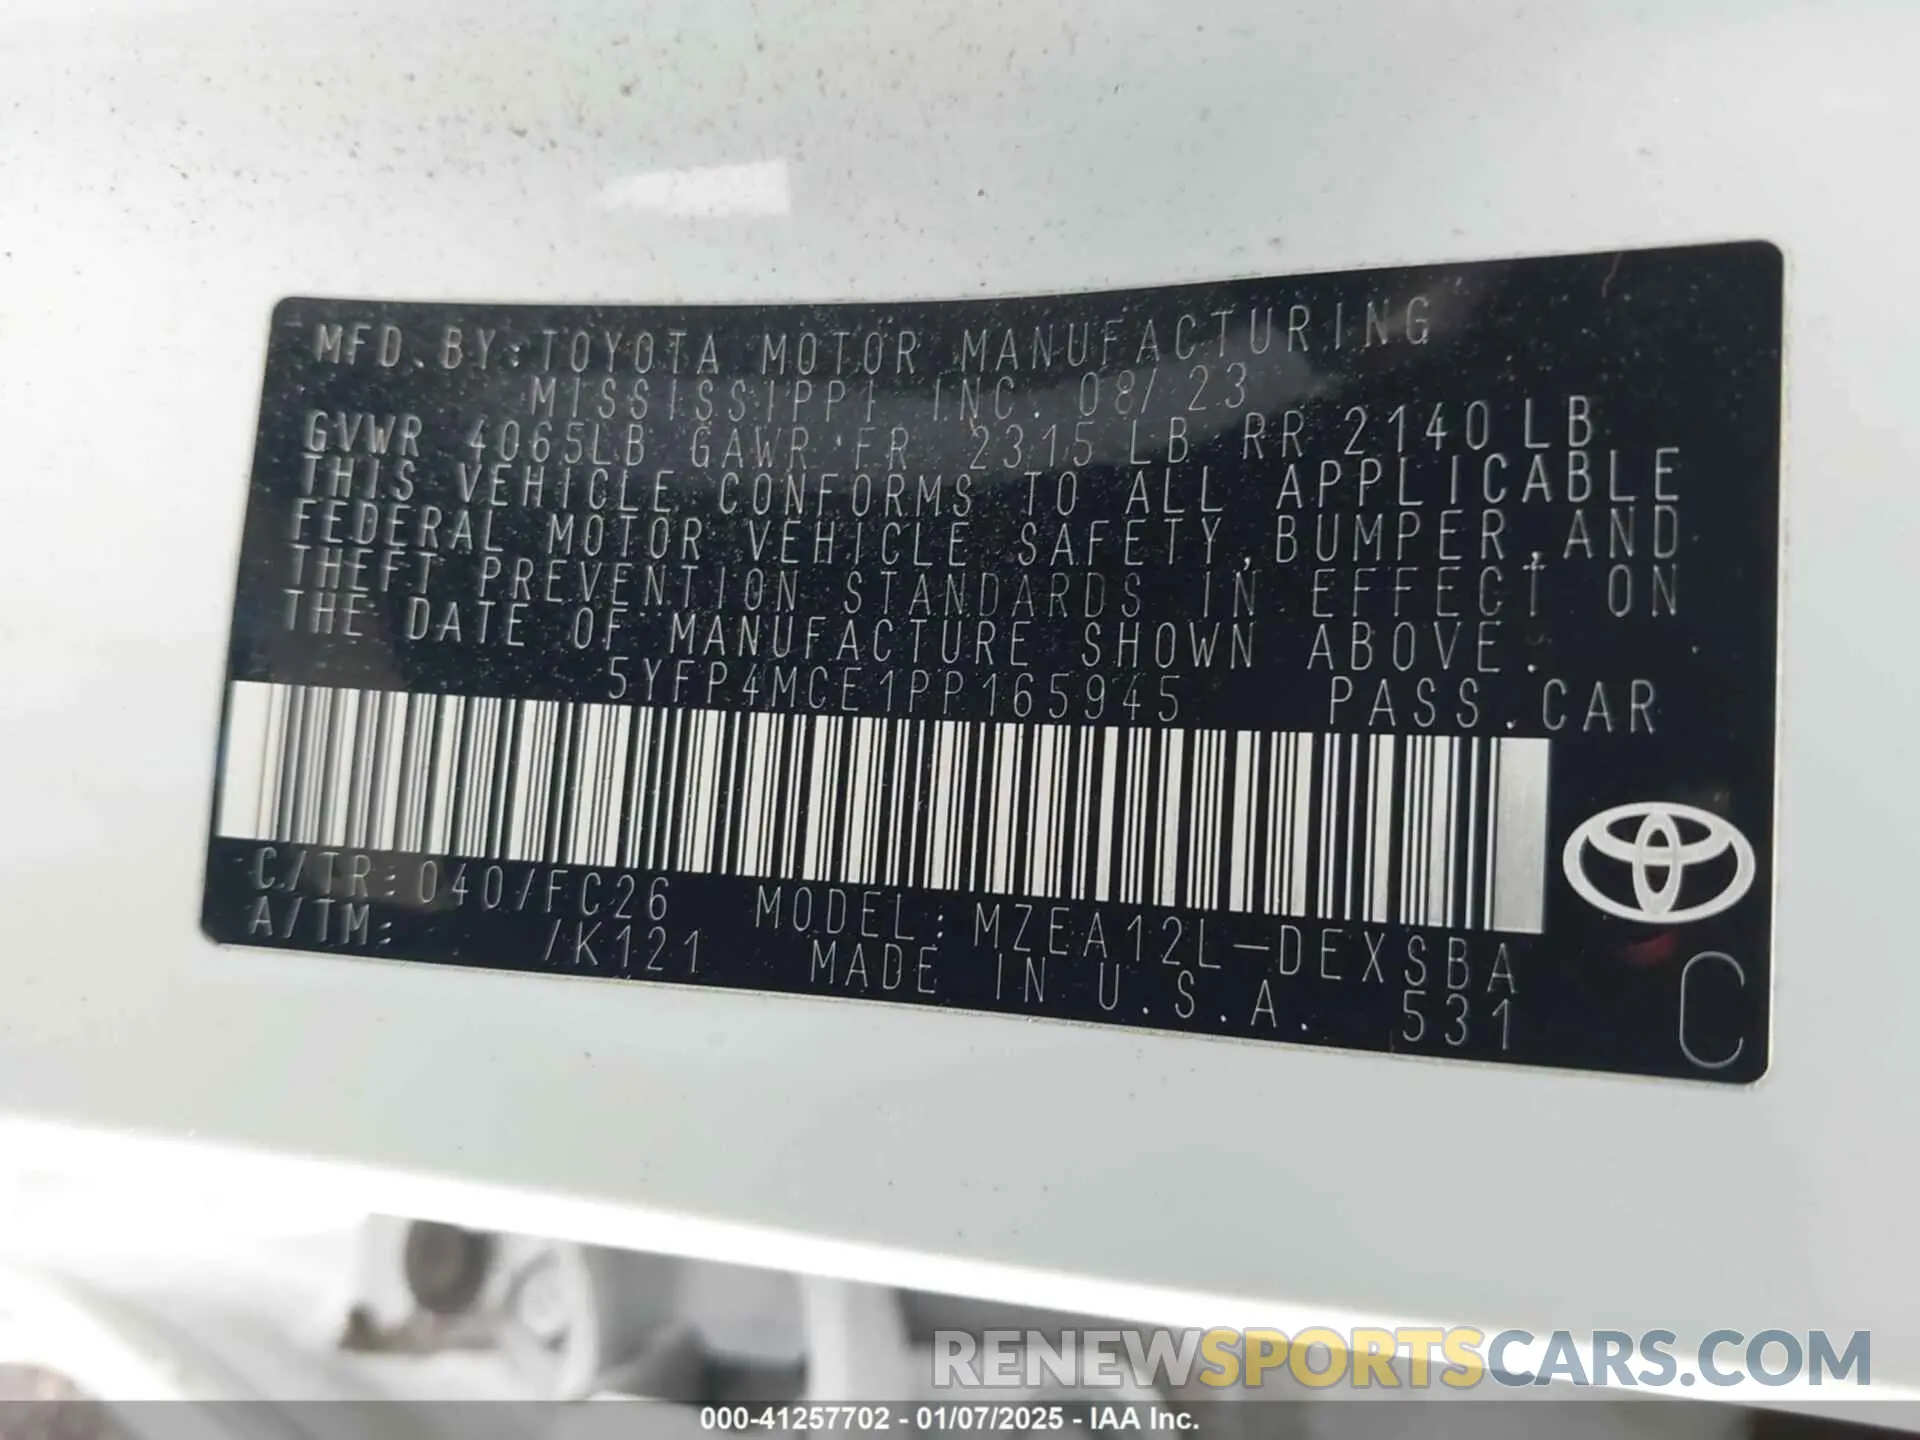 MFD.BY:TOYOTA MOTOR MANUFACTURING
MISSISSIPPI INC. 08/23
GVWR 4065LB GAWR FR 2315 LB RR 2140LB
THIS VEHICLE CONFORMS TO ALL APPLICABLE
FEDERAL MOTOR VEHICLE SAFETY,BUMPER,AND
THEFT PREVENTION STANDARDS IN EFFECT ON
THE DATE OF MANUFACTURE SHOWN ABOVE.
5YFP4MCE1PP165945 PASS.CAR
C/TR:040/FC26 MODEL:MZEA12L-DEXSBA
A/TM: /K121 MADE IN U.S.A. 531
C
RENEWSPORTSCARS.COM
000-41257702 - 01/07/2025 - IAA Inc.